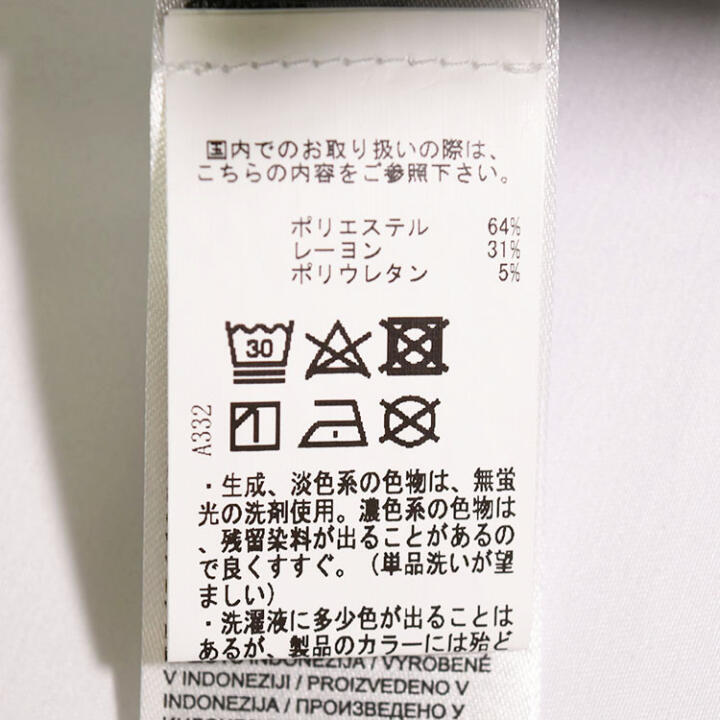 国内でのお取り扱いの際は、
こちらの内容をご参照下さい。
ポリエステル 64%
レーヨン 31%
ポリウレタン 5%
30
A332
・生成、淡色系の色物は、無蛍
光の洗剤使用。濃色系の色物は
、残留染料が出ることがあるの
で良くすすぐ。（単品洗いが望
ましい）
・洗濯液に多少色が出ることは
あるが、製品のカラーには殆ど
INDONEZIJA / VYROBENÉ
V INDONEZIJI / PROIZVEDENO V
INDONEZIJA / ПРОИЗВЕДЕНО У